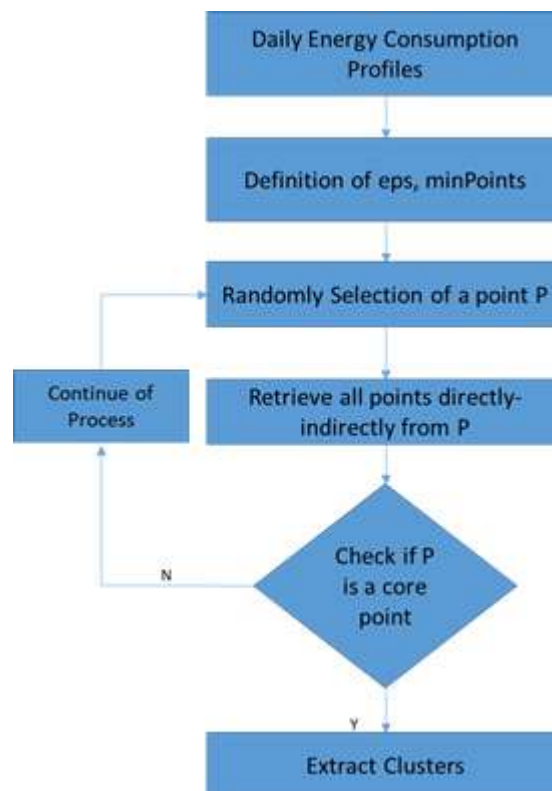 Daily Energy Consumption
Profiles
Definition of eps, minPoints
Randomly Selection of a point P
Continue of
Process
Retrieve all points directly-
indirectly from P
Check if P
is a core
point
N
Y
Extract Clusters